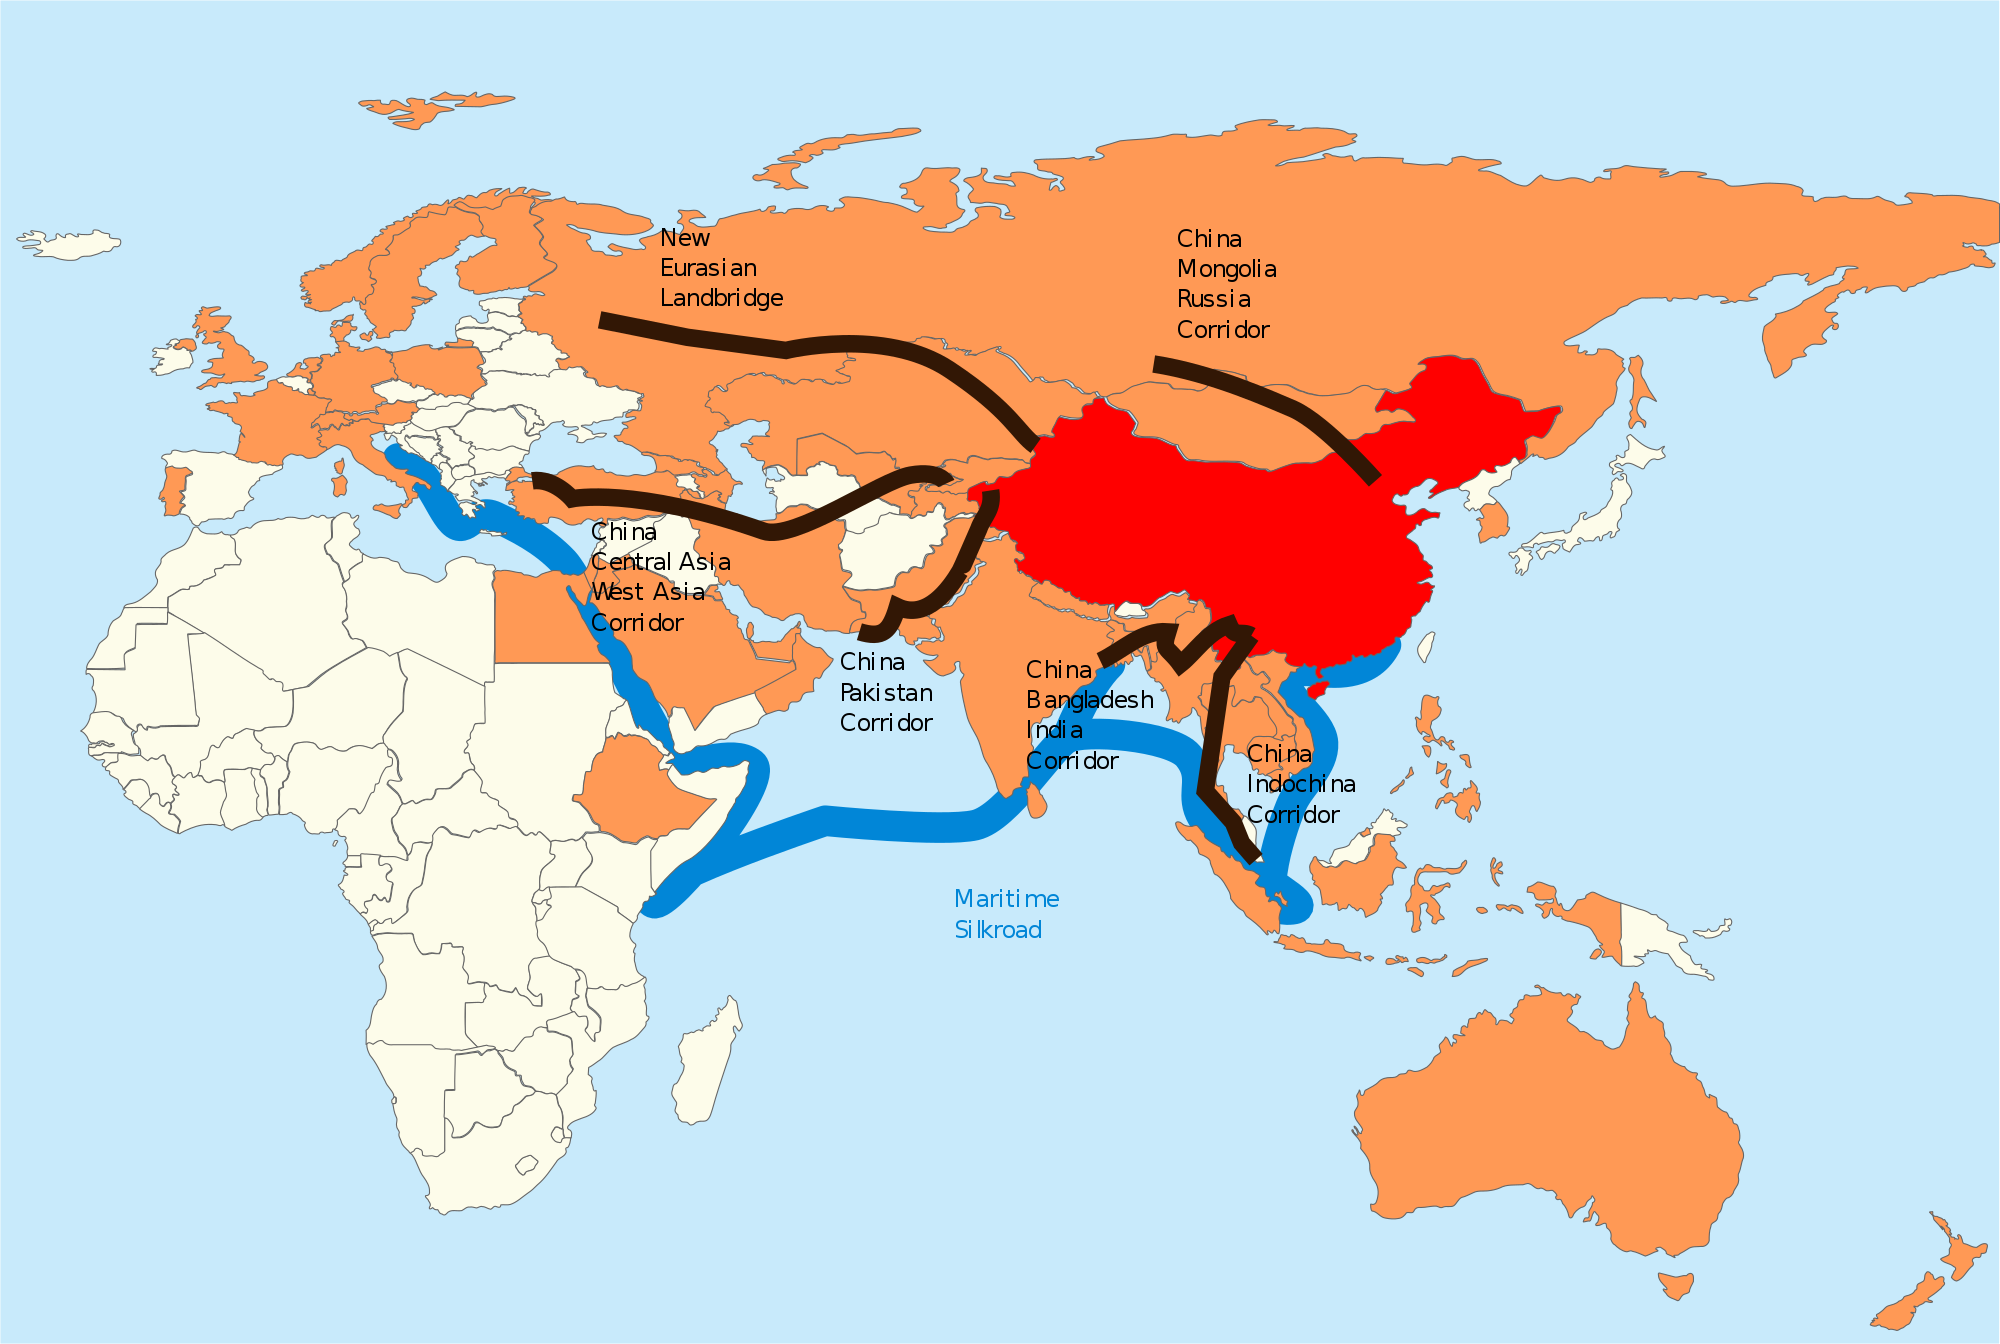 New
Eurasian
Landbridge
China
Mongolia
Russia
Corridor
China
Central Asia
West Asia
Corridor
China
Pakistan
Corridor
China
Bangladesh
India
Corridor
China
Indochina
Corridor
Maritime
Silkroad